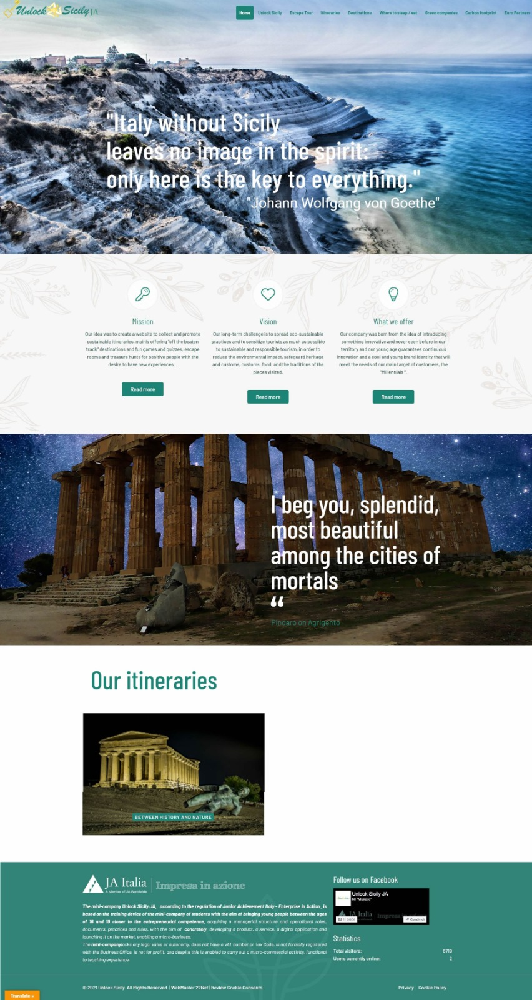 Unlock Sicily JA
Home Unlock Sicily Escape Tour Itineraries Destinations Where to sleep / eat Green companies Carbon footprint Euro Partners
"Italy without Sicily
leaves no image in the spirit:
only here is the key to everything."
"Johann Wolfgang von Goethe"
Mission
Our idea was to create a website to collect and promote
sustainable itineraries, mainly offering "off the beaten
track" destinations and fun games and quizzes, escape
rooms and treasure hunts for positive people with the
desire to have new experiences. .
Read more
Vision
Our long-term challenge is to spread eco-sustainable
practices and to sensitize tourists as much as possible
to sustainable and responsible tourism, in order to
reduce the environmental impact, safeguard heritage
and customs, customs, food, and the traditions of the
places visited.
Read more
What we offer
Our company was born from the idea of introducing
something innovative and never seen before in our
territory and our young age guarantees continuous
innovation and a cool and young brand identity that will
meet the needs of our main target of customers, the
"Millennials ".
Read more
I beg you, splendid,
most beautiful
among the cities of
mortals
“
Pindaro on Agrigento
Our itineraries
BETWEEN HISTORY AND NATURE
JA Italia
A Member of JA Worldwide
Impresa in azione
The mini-company Unlock Sicily JA, according to the regulation of Junior Achievement Italy - Enterprise in Action , is
based on the training device of the mini-company of students with the aim of bringing young people between the ages
of 16 and 19 closer to the entrepreneurial competence, acquiring a managerial structure and operational roles,
documents, practices and rules, with the aim of concretely developing a product, a service, a digital application and
launching it on the market, enabling a micro-business.
The mini-companylacks any legal value or autonomy, does not have a VAT number or Tax Code, is not formally registered
with the Business Office, is not for profit, and despite this is enabled to carry out a micro-commercial activity, functional
to teaching experience.
Follow us on Facebook
Unlock Sicily JA
68 "Mi piace"
Ti piace
Condividi
Statistics
Total visitors: 6719
Users currently online: 2
© 2021 Unlock Sicily. All Rights Reserved. | WebMaster 22Net | Review Cookie Consents
Privacy Cookie Policy
Translate »